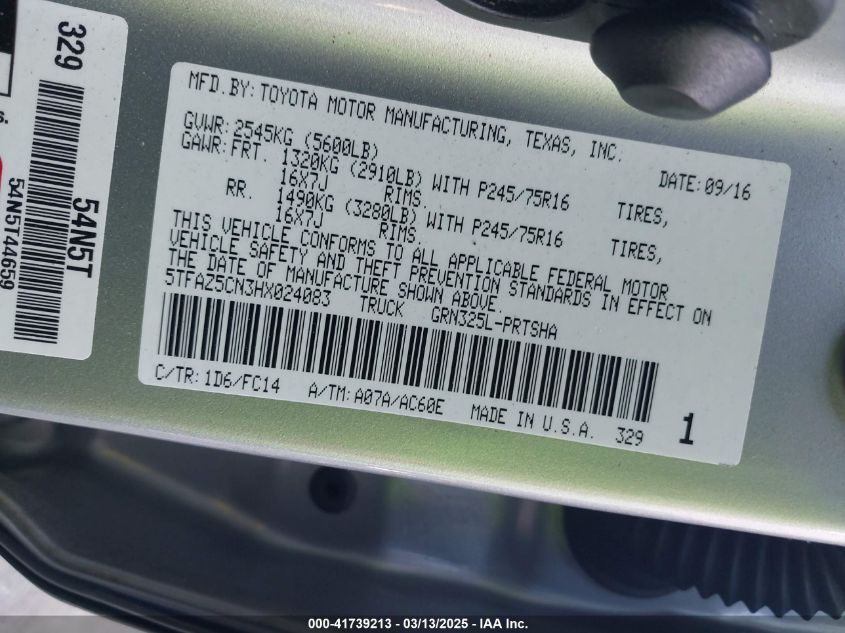 329
54N5T
54N5T44659
S.
MFD.BY:TOYOTA MOTOR MANUFACTURING, TEXAS, INC.
GVWR:2545KG (5600LB) DATE:09/16
GAWR:FRT. 1320KG (2910LB) WITH P245/75R16 TIRES,
16X7J RIMS.
RR. 1490KG (3280LB) WITH P245/75R16 TIRES,
16X7J RIMS.
THIS VEHICLE CONFORMS TO ALL APPLICABLE FEDERAL MOTOR
VEHICLE SAFETY AND THEFT PREVENTION STANDARDS IN EFFECT ON
THE DATE OF MANUFACTURE SHOWN ABOVE.
5TFAZ5CN3HX024083 TRUCK GRN325L-PRTSHA
C/TR:1D6/FC14 A/TM:A07A/AC60E MADE IN U.S.A. 329 1
000-41739213 - 03/13/2025 - IAA Inc.